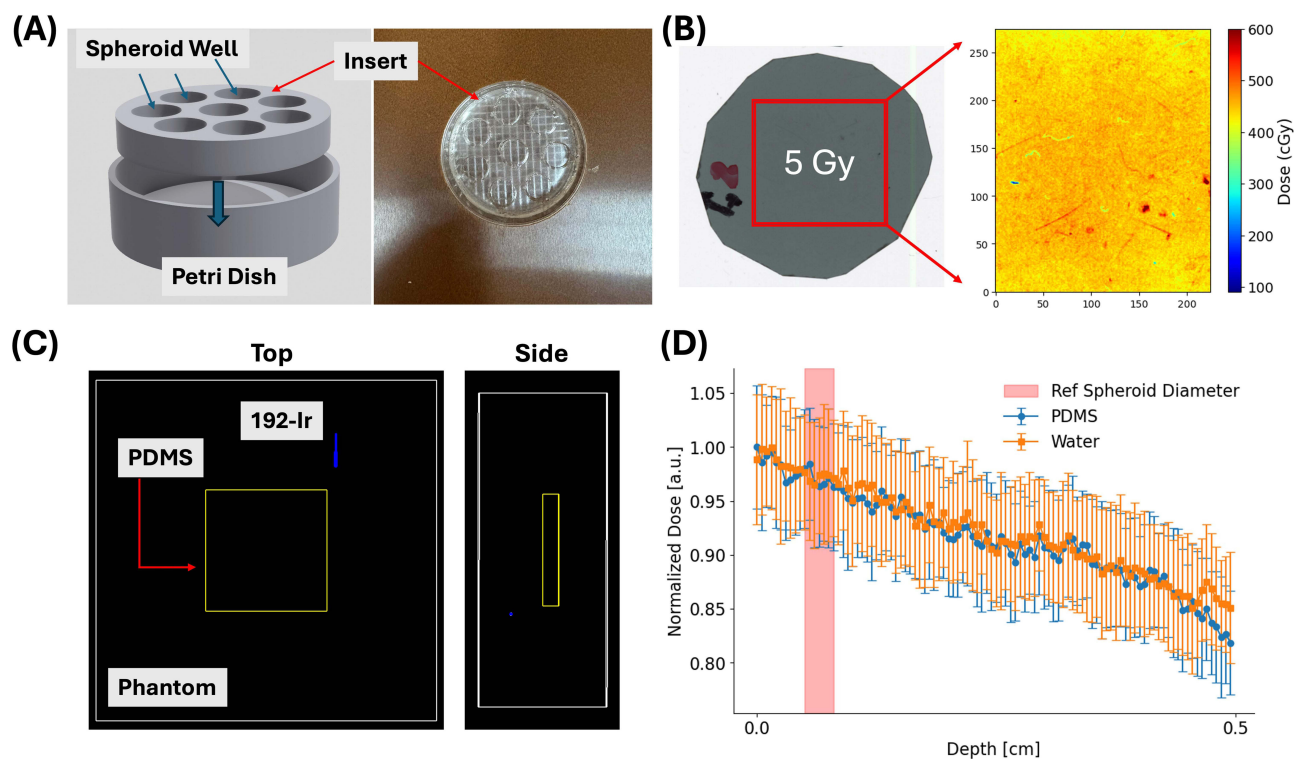 (A)
Spheroid Well
Insert
Petri Dish
(B)
5 Gy
250
200
150
100
50
0
0
50
100
150
200
600
500
400
300
200
100
Dose (cGy)
(C)
Top
Side
192-Ir
PDMS
Phantom
(D)
Ref Spheroid Diameter
PDMS
Water
1.05
1.00
0.95
0.90
0.85
0.80
Normalized Dose [a.u.]
0.0
0.5
Depth [cm]